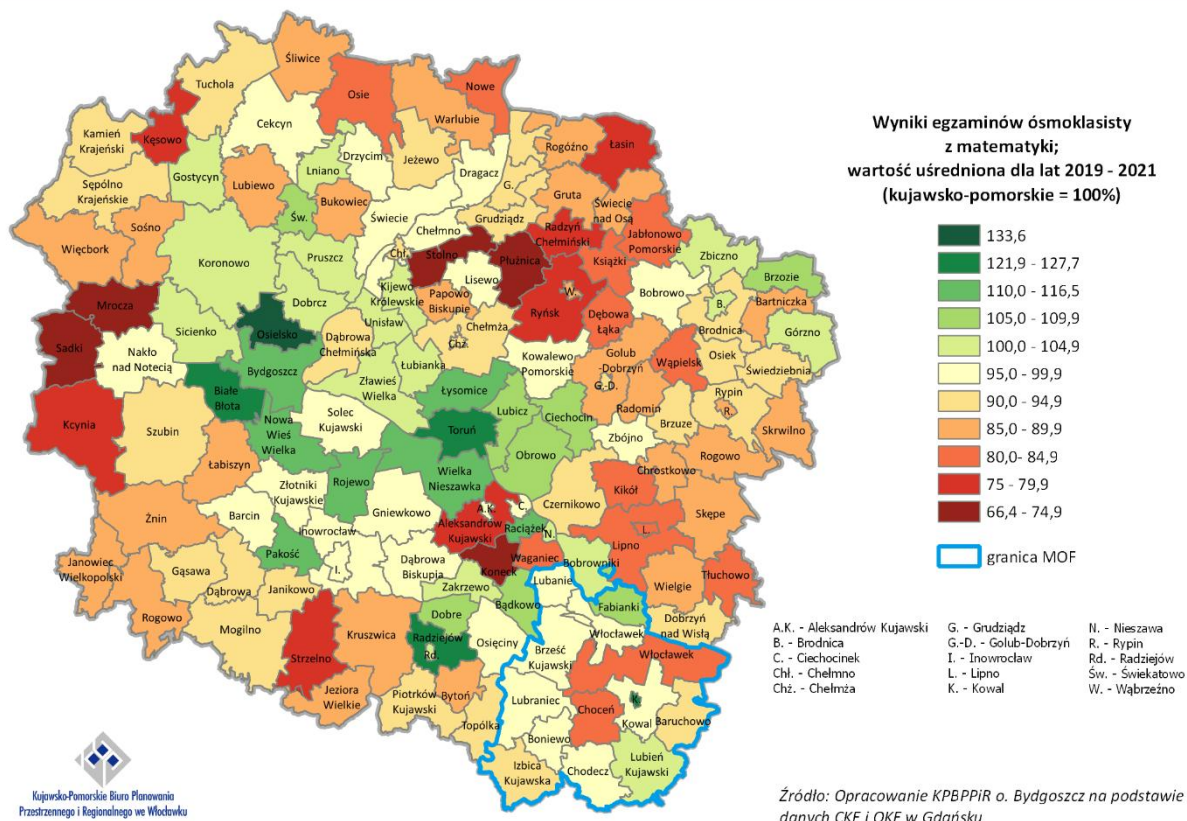 Śliwice
Tuchola
Osie
Nowe
Cekcyn
Warlubie
Kęsowo
Kamień
Krajeński
Jeżewo
Rogóźno
Łasin
Drzycim
Dragacz
Lniano
Gostycyn
Lubiewo
G.
Gruta
Sępólno
Krajeńskie
Św.
Bukowiec
Świecie
Grudziądz
Świecie
nad Osą
Sośno
Chełmno
Radzyń
Chełmiński
Jabłonowo
Pomorskie
Więcbork
Koronowo
Pruszcz
Chł.
Stolno
Płużnica
Książki
Zbiczno
Brzozie
Lisewo
Kijewo
Królewskie
Papowo
Biskupie
W.
Bobrowo
B.
Bartniczka
Mrocza
Dobrcz
Unisław
Ryńsk
Dębowa
Łąka
Brodnica
Górzno
Sicienko
Osielsko
Dąbrowa
Chełmińska
Chełmża
Chż.
Sadki
Nakło
nad Notecią
Kowalewo
Pomorskie
Golub
-Dobrzyń
Wąpielsk
Osiek
Świedziebnia
Bydgoszcz
Łubianka
G.-D.
Rypin
R.
Białe
Błota
Zławieś
Wielka
Łysomice
Radomin
Brzuze
Skrwilno
Kcynia
Szubin
Solec
Kujawski
Toruń
Lubicz
Ciechocin
Zbójno
Nowa
Wieś
Wielka
Obrowo
Rogowo
Łabiszyn
Rojewo
Wielka
Nieszawka
Chrostkowo
Złotniki
Kujawskie
Czernikowo
Kikół
Skępe
Żnin
Barcin
Inowrocław
Gniewkowo
A.K.
C.
Aleksandrów
Kujawski
Raciążek
N.
L.
Lipno
Pakość
I.
Dąbrowa
Biskupia
Koneck
Waganiec
Bobrowniki
Tłuchowo
Janowiec
Wielkopolski
Gąsawa
Dąbrowa
Janikowo
Zakrzewo
Lubanie
Wielgie
Rogowo
Bądkowo
Fabianki
Mogilno
Strzelno
Kruszwica
Dobre
Radziejów
Rd.
Osięciny
Włocławek
Dobrzyń
nad Wisłą
Brześć
Kujawski
Włocławek
Jeziora
Wielkie
Piotrków
Kujawski
Bytoń
Lubraniec
Choceń
K.
Kowal
Baruchowo
Topólka
Boniewo
Izbica
Kujawska
Chodecz
Lubień
Kujawski
Wyniki egzaminów ósmoklasisty
z matematyki;
wartość uśredniona dla lat 2019 - 2021
(kujawsko-pomorskie = 100%)
133,6
121,9 - 127,7
110,0 - 116,5
105,0 - 109,9
100,0 - 104,9
95,0 - 99,9
90,0 - 94,9
85,0 - 89,9
80,0- 84,9
75 - 79,9
66,4 - 74,9
granica MOF
A.K. - Aleksandrów Kujawski
B. - Brodnica
C. - Ciechocinek
Chł. - Chełmno
Chż. - Chełmża
G. - Grudziądz
G.-D. - Golub-Dobrzyń
I. - Inowrocław
L. - Lipno
K. - Kowal
N. - Nieszawa
R. - Rypin
Rd. - Radziejów
Św. - Świekatowo
W. - Wąbrzeźno
Kujawsko-Pomorskie Biuro Planowania
Przestrzennego i Regionalnego we Włocławku
Źródło: Opracowanie KPBPPiR o. Bydgoszcz na podstawie
danych CKE i OKE w Gdańsku